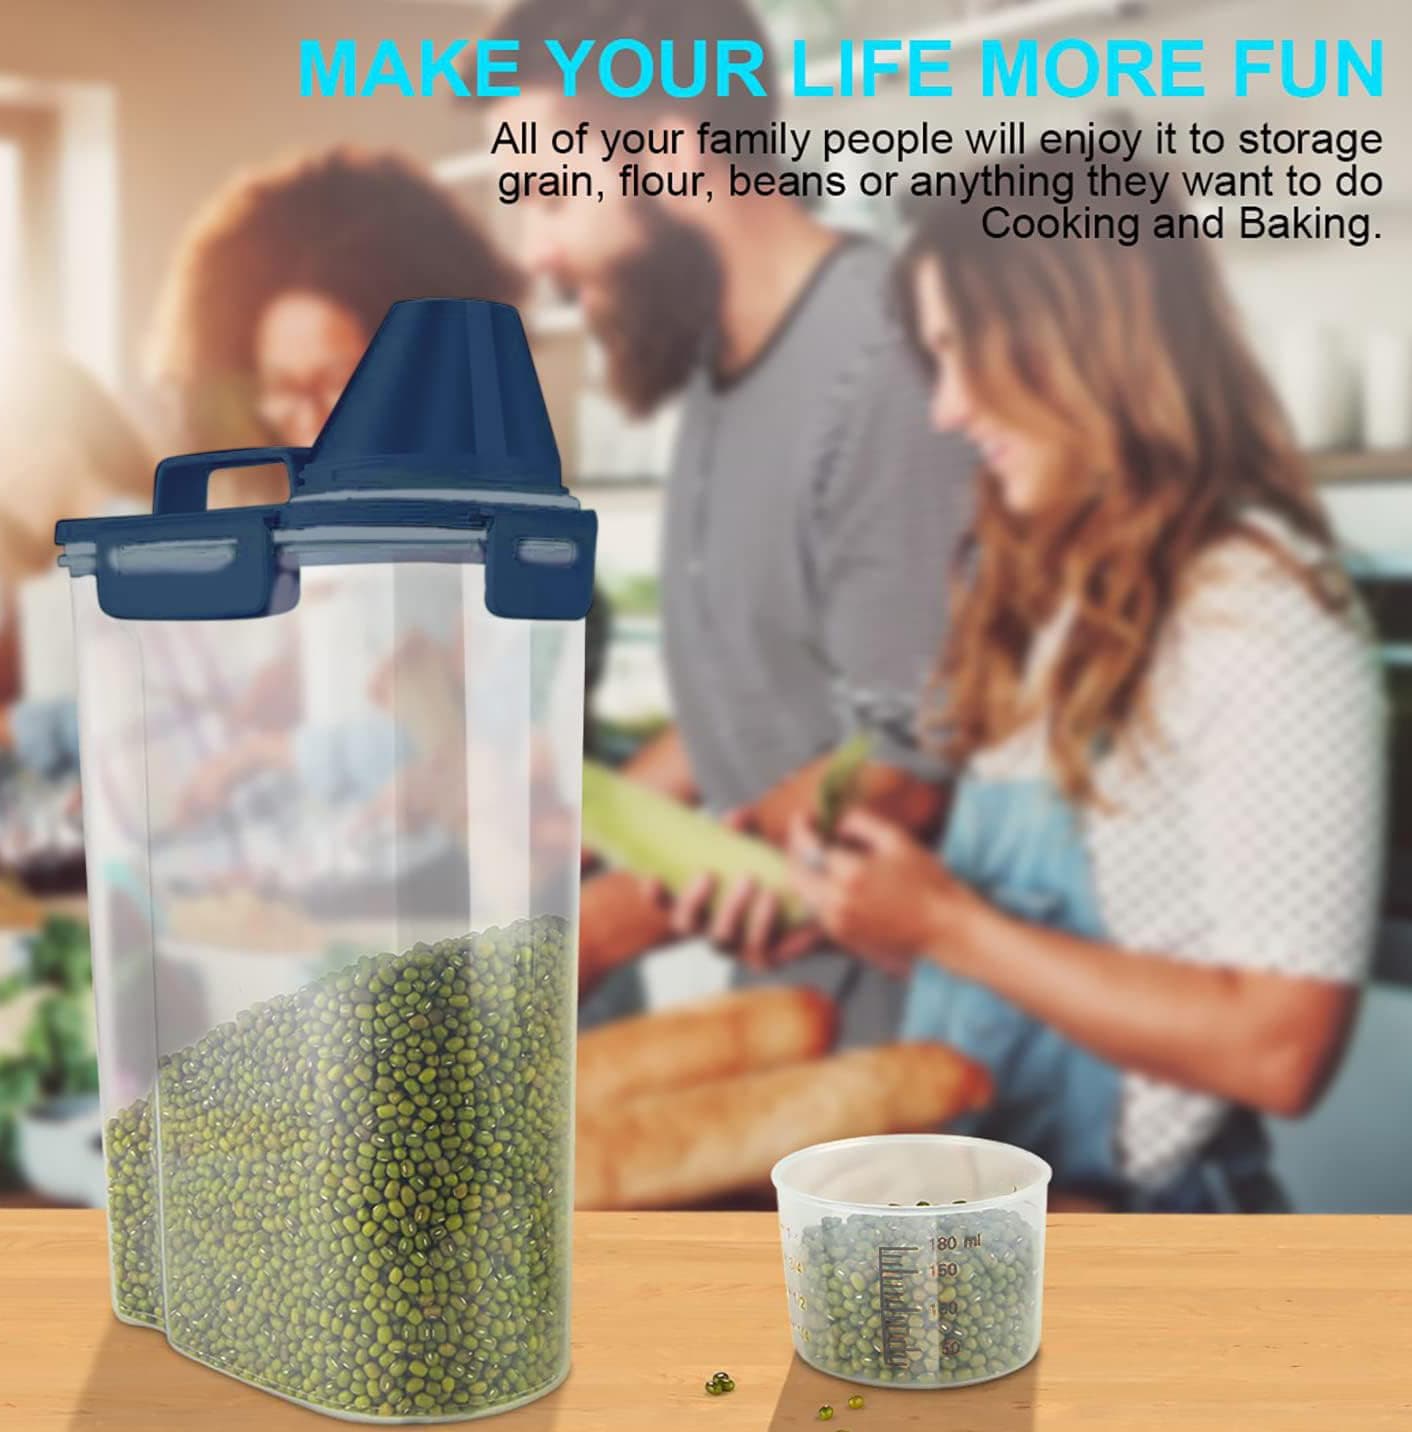 MAKE YOUR LIFE MORE FUN
All of your family people will enjoy it to storage
grain, flour, beans or anything they want to do
Cooking and Baking.
180 ml
150
50